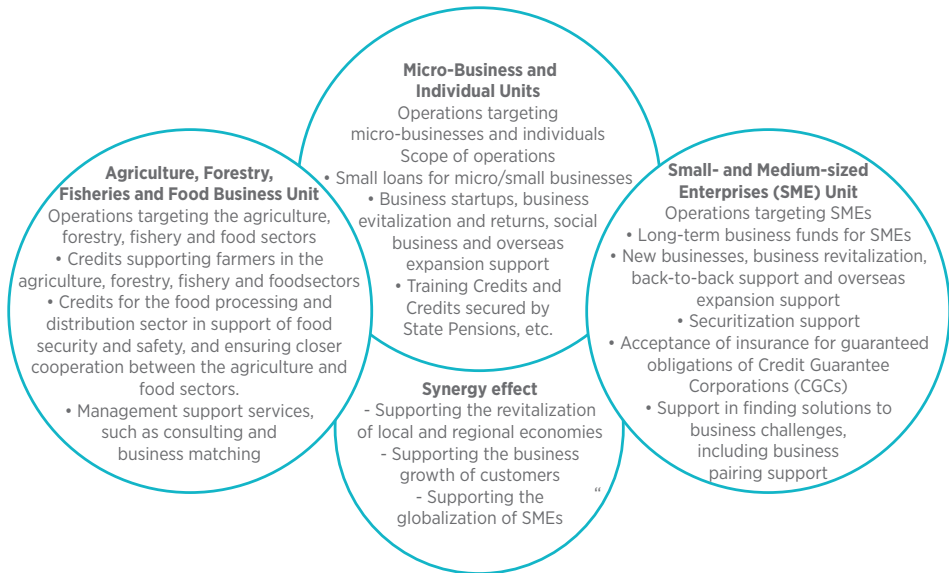 Micro-Business and
Individual Units
Operations targeting
micro-businesses and individuals
Scope of operations
• Small loans for micro/small businesses
• Business startups, business
evitalization and returns, social
business and overseas
expansion support
• Training Credits and
Credits secured by
State Pensions, etc.
Agriculture, Forestry,
Fisheries and Food Business Unit
Operations targeting the agriculture,
forestry, fishery and food sectors
• Credits supporting farmers in the
agriculture, forestry, fishery and foodsectors
• Credits for the food processing and
distribution sector in support of food
security and safety, and ensuring closer
cooperation between the agriculture and
food sectors.
• Management support services,
such as consulting and
business matching
Small- and Medium-sized
Enterprises (SME) Unit
Operations targeting SMEs
• Long-term business funds for SMEs
• New businesses, business revitalization,
back-to-back support and overseas
expansion support
• Securitization support
• Acceptance of insurance for guaranteed
obligations of Credit Guarantee
Corporations (CGCs)
• Support in finding solutions to
business challenges,
including business
pairing support
Synergy effect
- Supporting the revitalization
of local and regional economies
- Supporting the business
growth of customers
- Supporting the “
globalization of SMEs